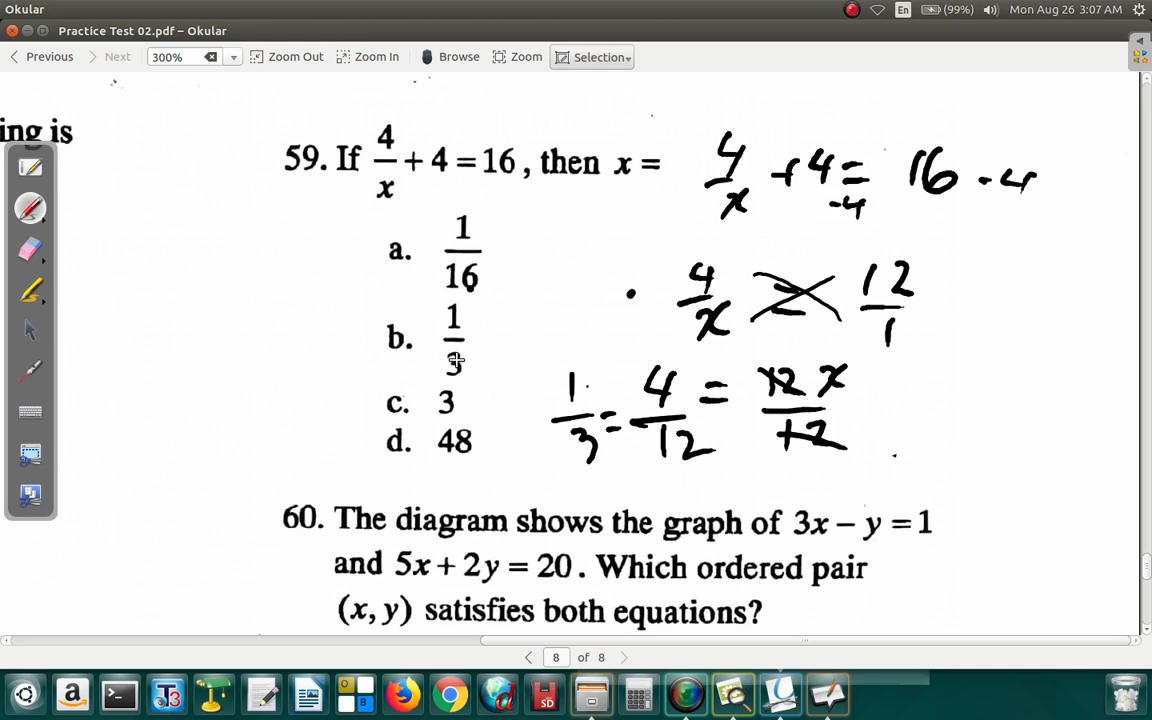 Okular
En
(99%)
Mon Aug 26 3:07 AM
Practice Test 02.pdf – Okular
Previous
Next
300%
Zoom Out
Zoom In
Browse
Zoom
Selection
ing is
59. If 4/x + 4 = 16, then x =
4/x + 4 = 16 - 4
-4
a. 1/16
4/x = 12/1
b. 1/3
1/3 = 4/12 = 12x/12
c. 3
d. 48
60. The diagram shows the graph of 3x – y = 1
and 5x + 2y = 20. Which ordered pair
(x, y) satisfies both equations?
8 of 8
SD